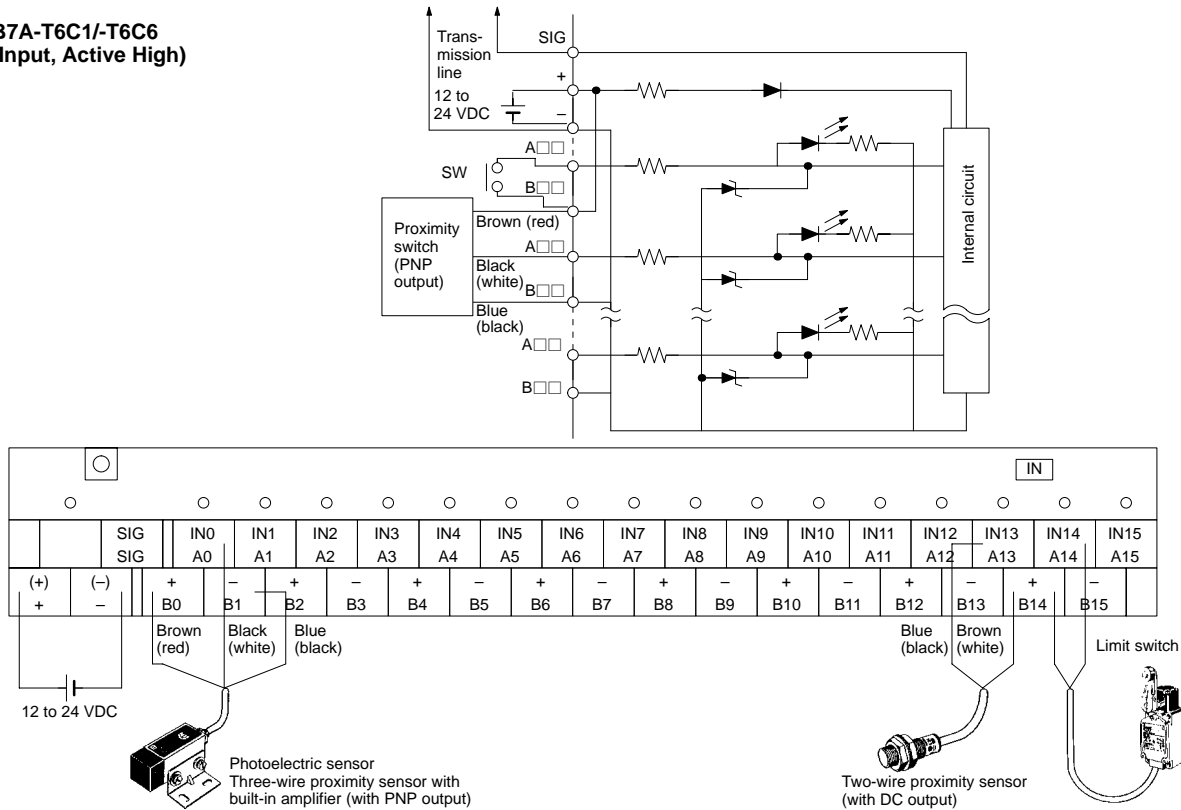 B7A-T6C1/-T6C6
Input, Active High)
Trans-
mission
line
SIG
+
12 to
24 VDC
–
A□□
SW
B□□
Proximity
switch
(PNP
output)
Brown (red)
A□□
Black
(white)
B□□
Blue
(black)
A□□
B□□
Internal circuit
IN
SIG IN0 IN1 IN2 IN3 IN4 IN5 IN6 IN7 IN8 IN9 IN10 IN11 IN12 IN13 IN14 IN15
SIG A0 A1 A2 A3 A4 A5 A6 A7 A8 A9 A10 A11 A12 A13 A14 A15
(+) (–) + – + – + – + – + – + – + – + –
+ – B0 B1 B2 B3 B4 B5 B6 B7 B8 B9 B10 B11 B12 B13 B14 B15
Brown
(red)
Black
(white)
Blue
(black)
Blue
(black)
Brown
(white)
Limit switch
12 to 24 VDC
Photoelectric sensor
Three-wire proximity sensor with
built-in amplifier (with PNP output)
Two-wire proximity sensor
(with DC output)